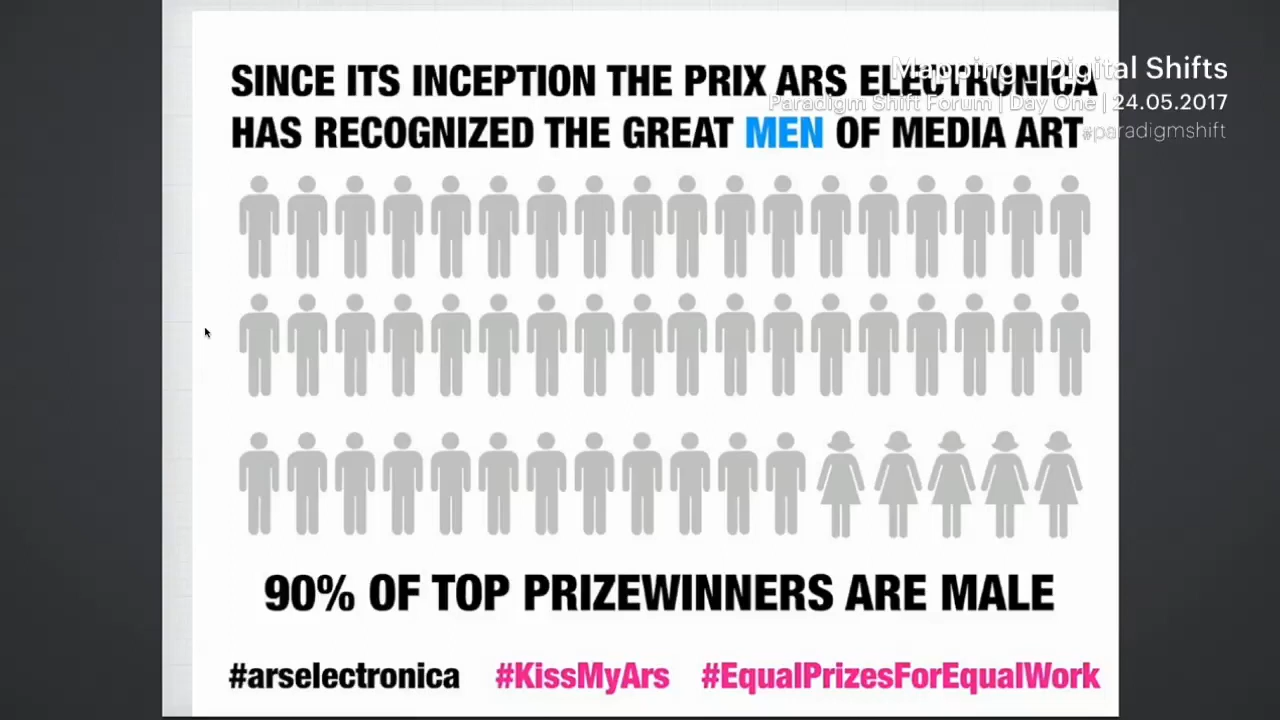 SINCE ITS INCEPTION THE PRIX ARS ELECTRONICA
HAS RECOGNIZED THE GREAT MEN OF MEDIA ART
Mapping - Digital Shifts
Paradigm Shift Forum | Day One | 24.05.2017
#paradigmshift
90% OF TOP PRIZEWINNERS ARE MALE
#arselectronica #KissMyArs #EqualPrizesForEqualWork